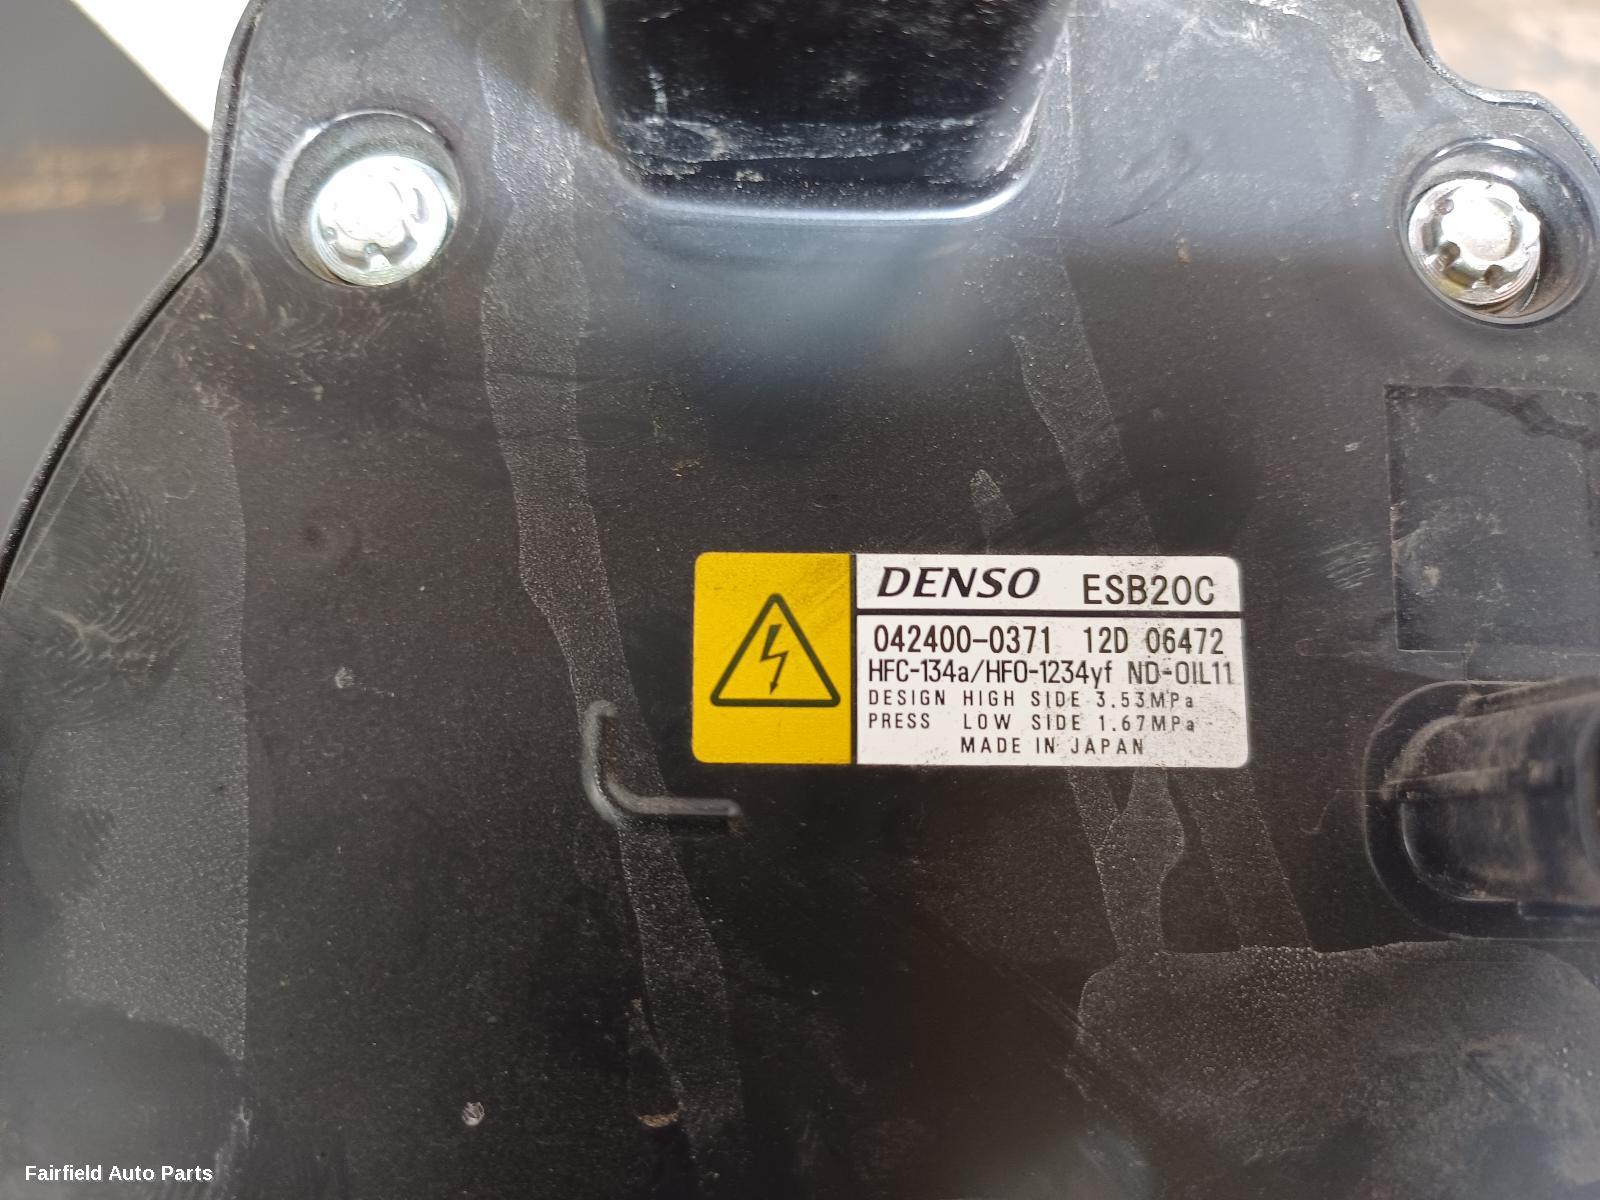 DENSO ESB20C
042400-0371 12D 06472
HFC-134a/HFO-1234yf ND-OIL11
DESIGN HIGH SIDE 3.53MPa
PRESS LOW SIDE 1.67MPa
MADE IN JAPAN
Fairfield Auto Parts